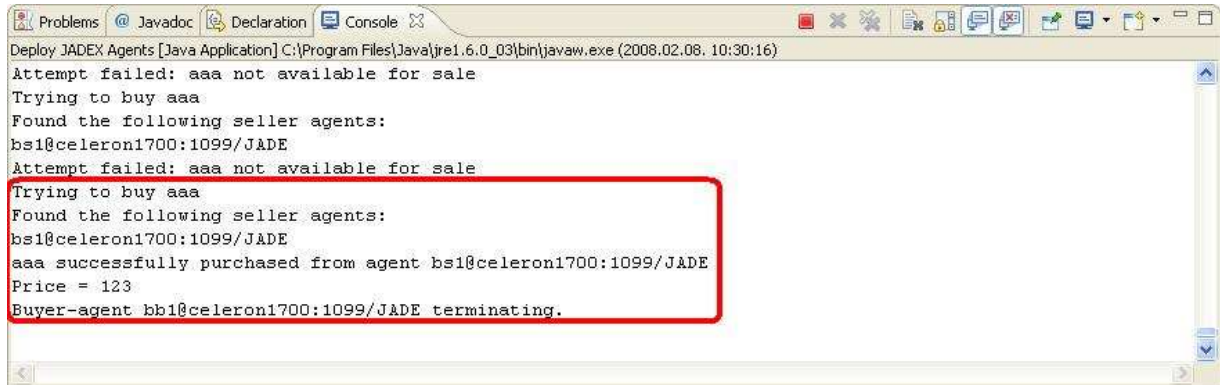 Problems @ Javadoc Declaration Console
Deploy JADEX Agents [Java Application] C:\Program Files\Java\jre1.6.0_03\bin\javaw.exe (2008.02.08. 10:30:16)
Attempt failed: aaa not available for sale
Trying to buy aaa
Found the following seller agents:
bs1@celeron1700:1099/JADE
Attempt failed: aaa not available for sale
Trying to buy aaa
Found the following seller agents:
bs1@celeron1700:1099/JADE
aaa successfully purchased from agent bs1@celeron1700:1099/JADE
Price = 123
Buyer-agent bb1@celeron1700:1099/JADE terminating.